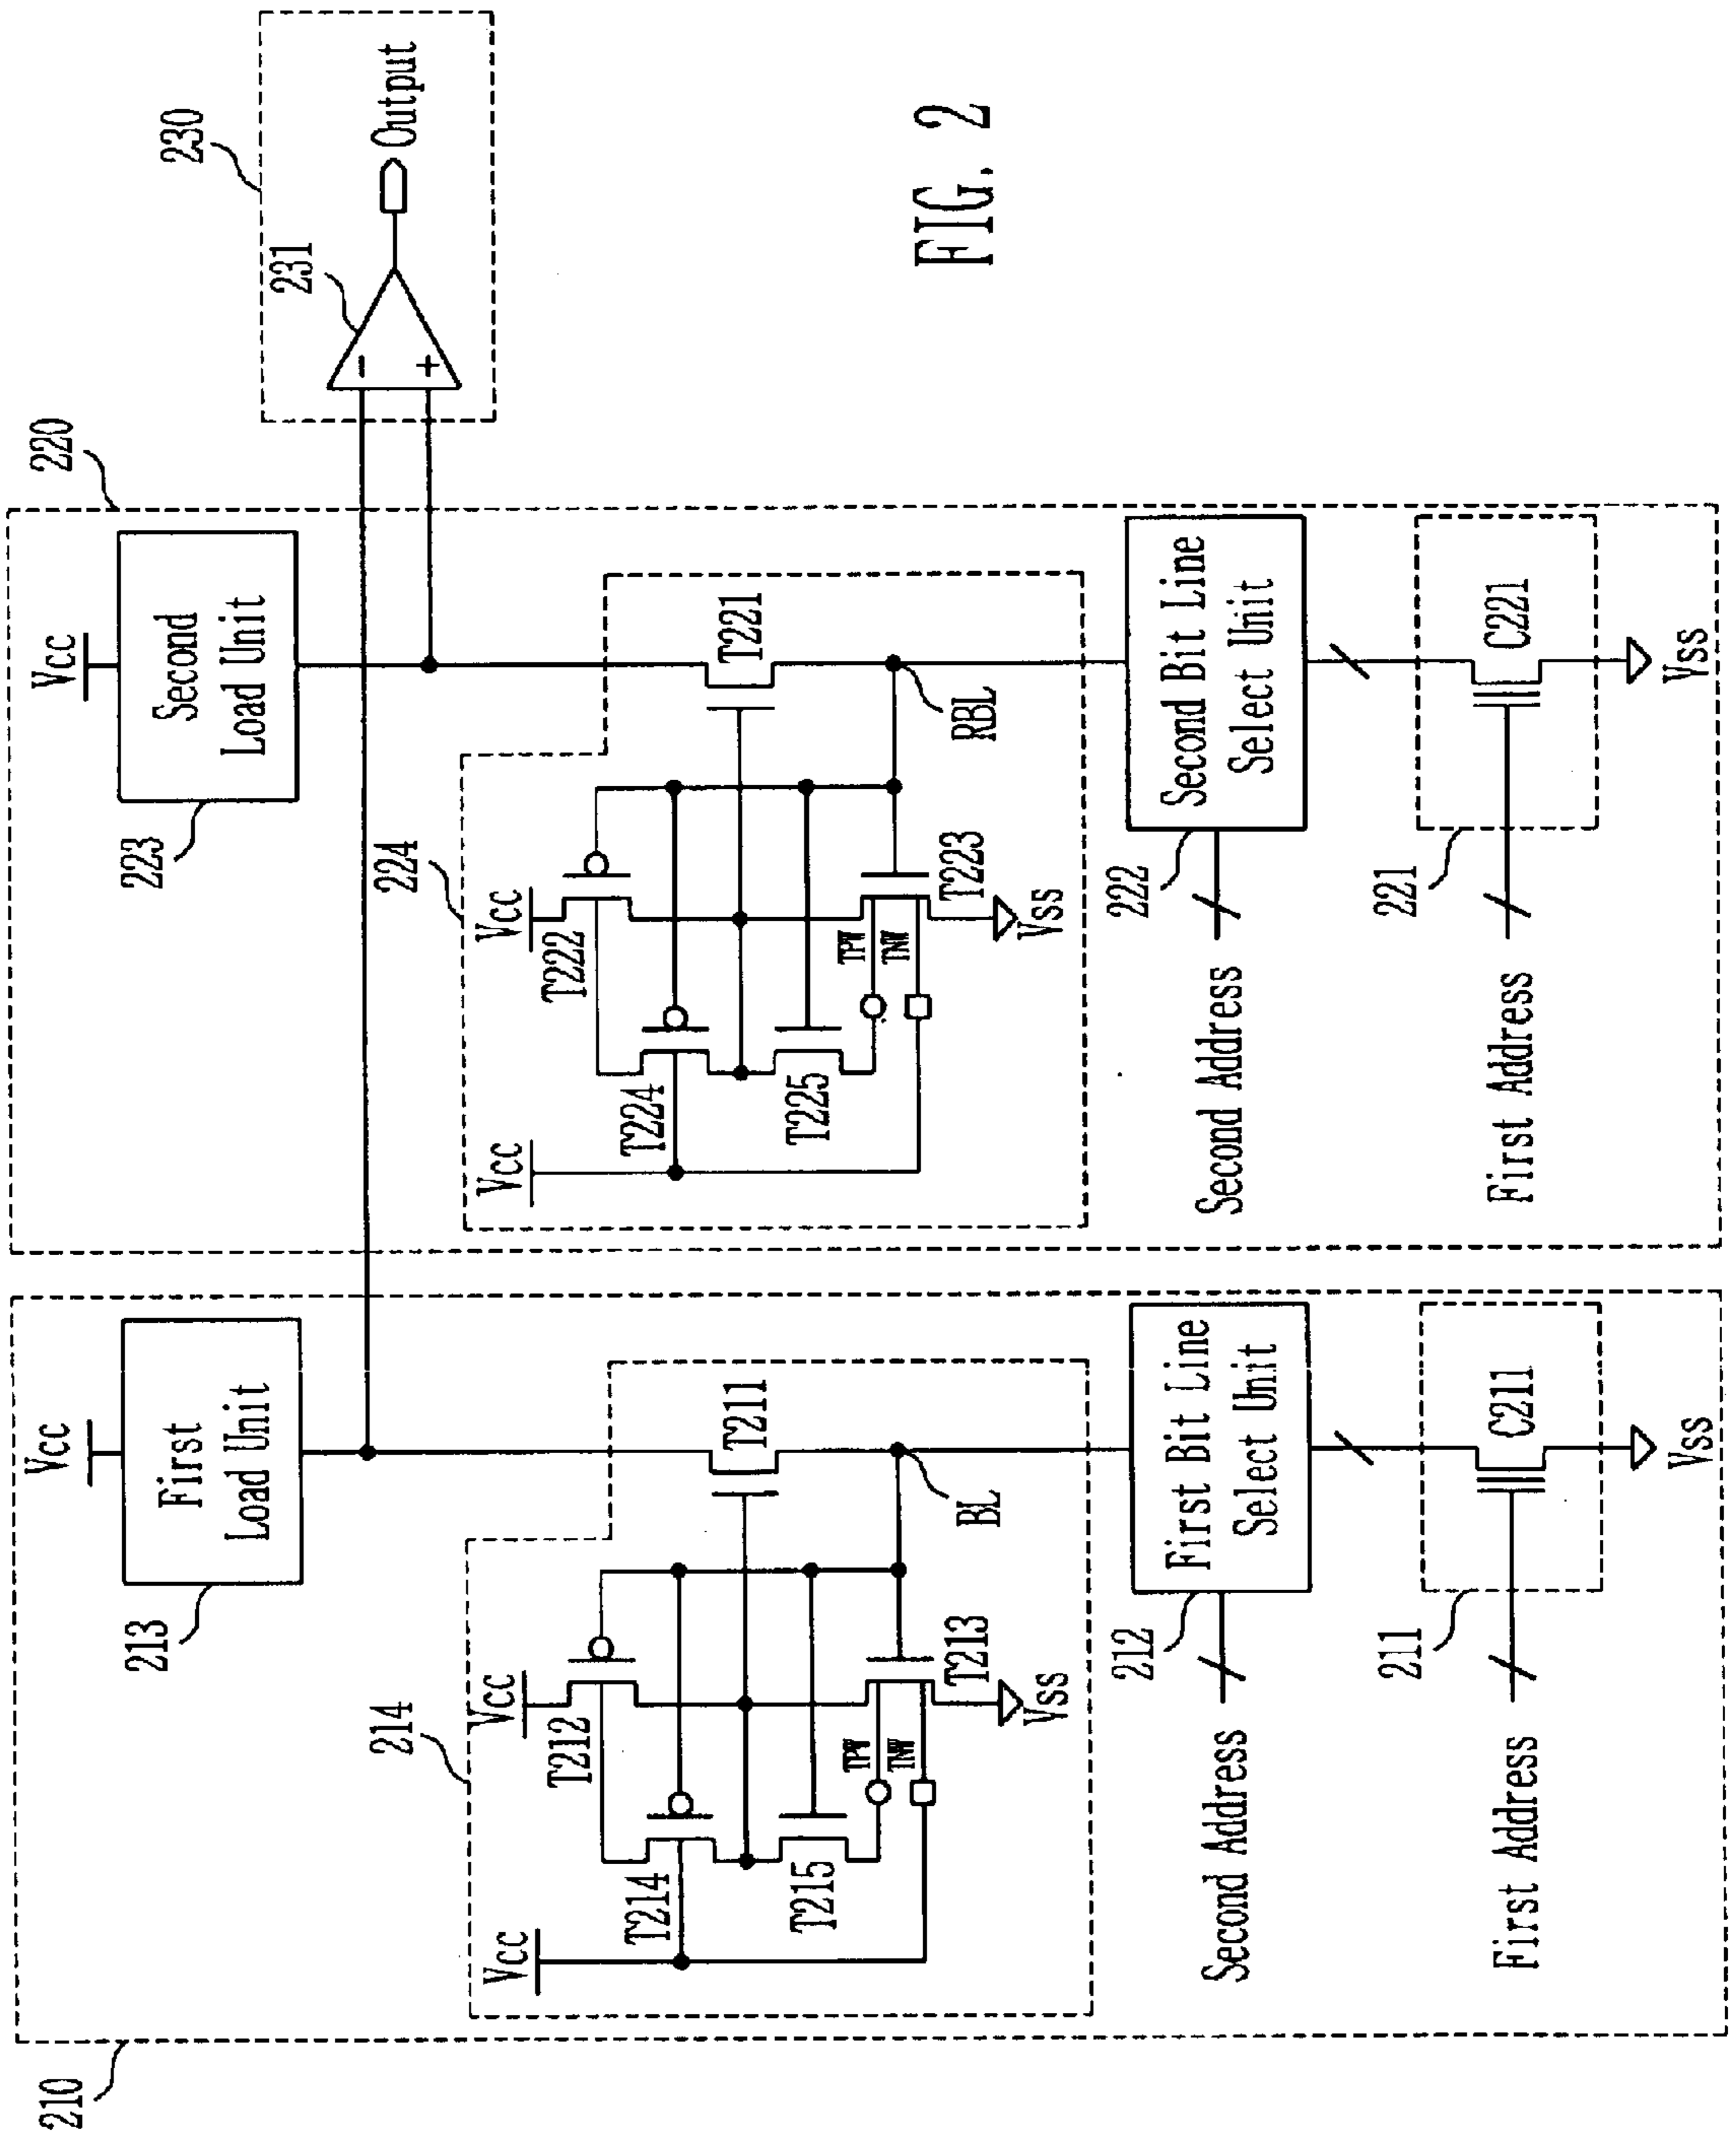 210
Vcc
First
Load Unit
213
214
Vcc
T212
Vcc
T214
T215
TPW
TNW
T213
Vss
T211
BL
First Bit Line
Select Unit
212
Second Address
C211
211
First Address
Vss
220
Vcc
Second
Load Unit
223
224
Vcc
T222
Vcc
T224
T225
TPW
TNW
T223
Vss
T221
RBL
Second Bit Line
Select Unit
222
Second Address
C221
221
First Address
Vss
230
231
-
+
Output
FIG. 2